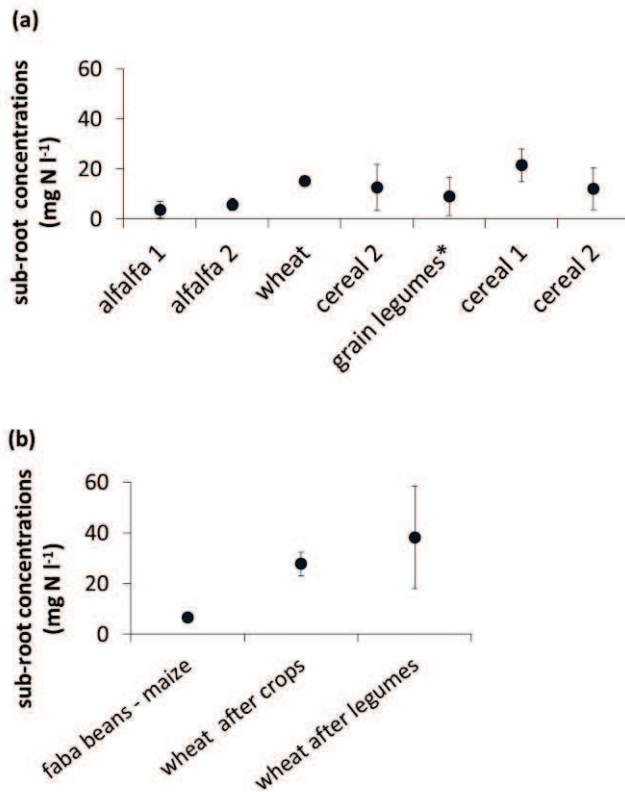 (a)
sub-root concentrations
(mg N l-1)
60
40
20
0
alfalfa 1
alfalfa 2
wheat
cereal 2
grain legumes*
cereal 1
cereal 2
(b)
sub-root concentrations
(mg N l-1)
60
40
20
0
faba beans - maize
wheat after crops
wheat after legumes